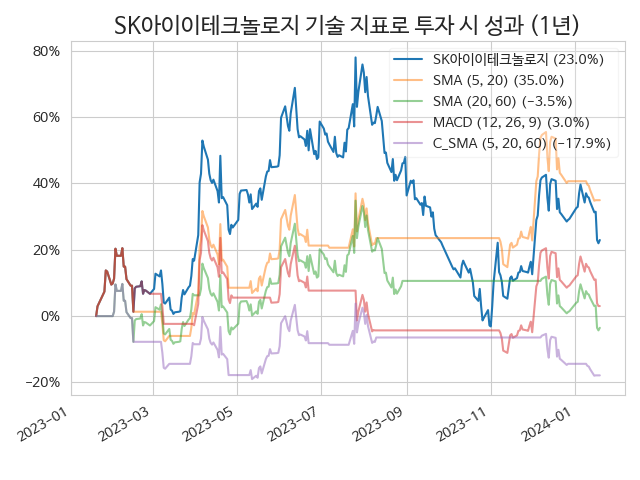 SK아이이테크놀로지 기술 지표로 투자 시 성과 (1년)
80%
60%
40%
20%
0%
−20%
SK아이이테크놀로지 (23.0%)
SMA (5, 20) (35.0%)
SMA (20, 60) (−3.5%)
MACD (12, 26, 9) (3.0%)
C_SMA (5, 20, 60) (−17.9%)
2023−01
2023−03
2023−05
2023−07
2023−09
2023−11
2024−01